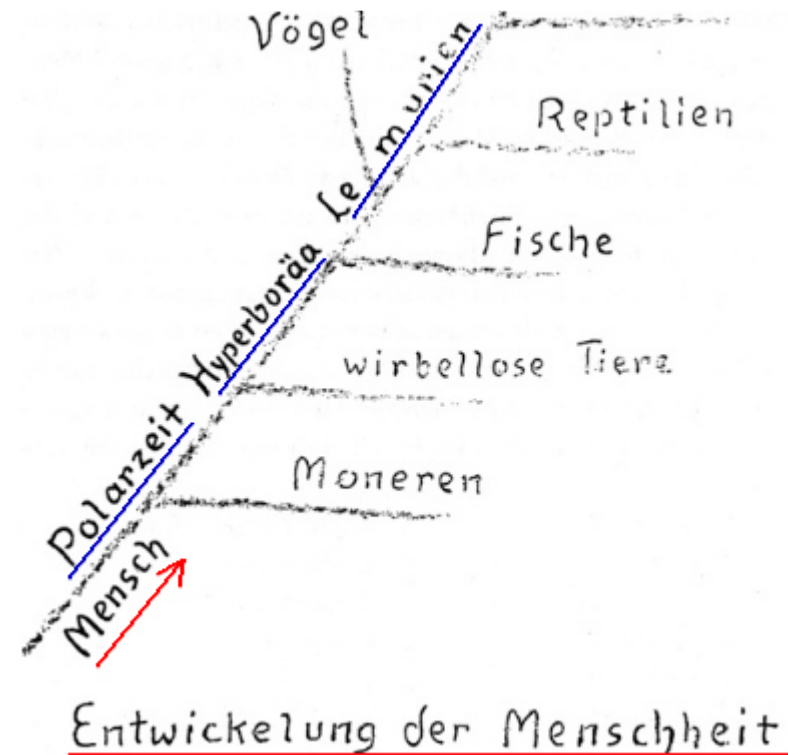 Vögel
Lemurien
Reptilien
Fische
Hyperboräa
wirbellose Tiere
Polarzeit
Moneren
Mensch
Entwickelung der Menschheit